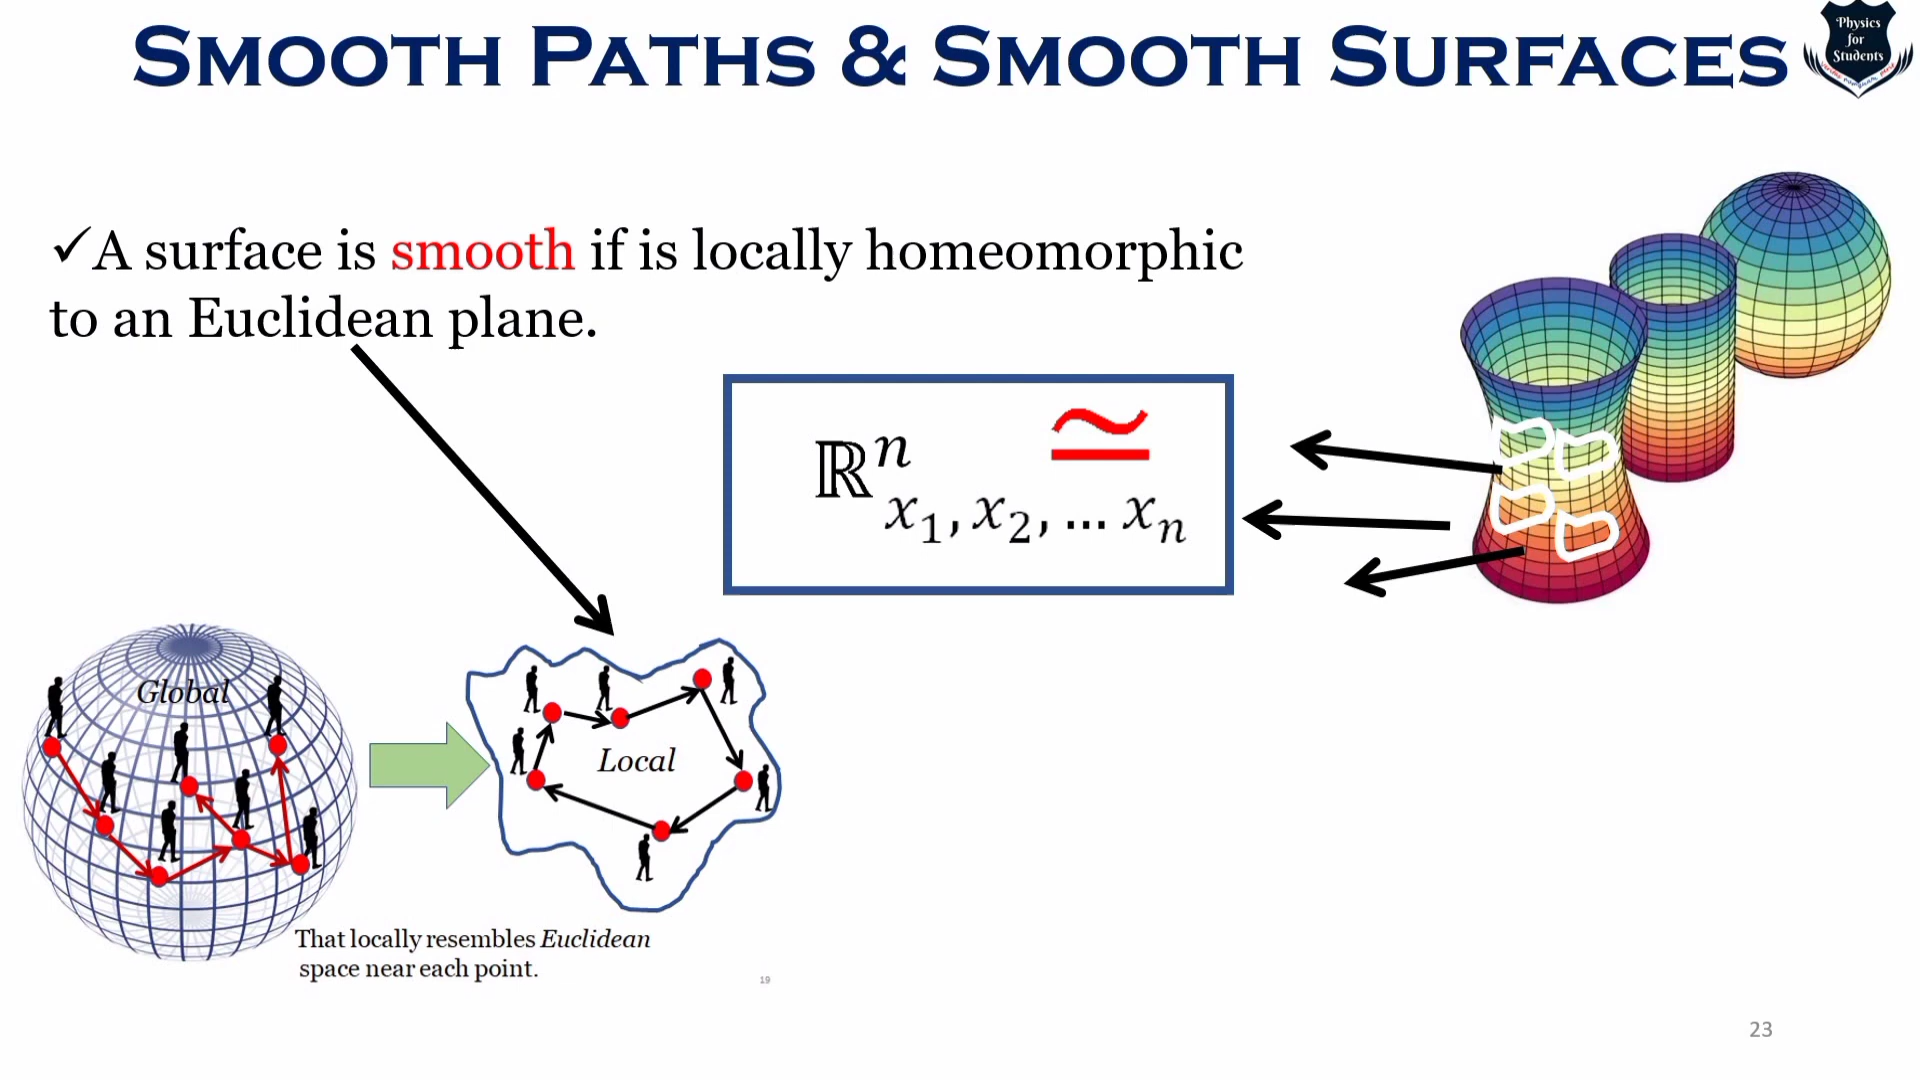 SMOOTH PATHS & SMOOTH SURFACES
Physics
for
Students
✓A surface is smooth if is locally homeomorphic
to an Euclidean plane.
≅
ℝⁿ
x₁, x₂, ... xₙ
Global
Local
That locally resembles Euclidean
space near each point.
19
23